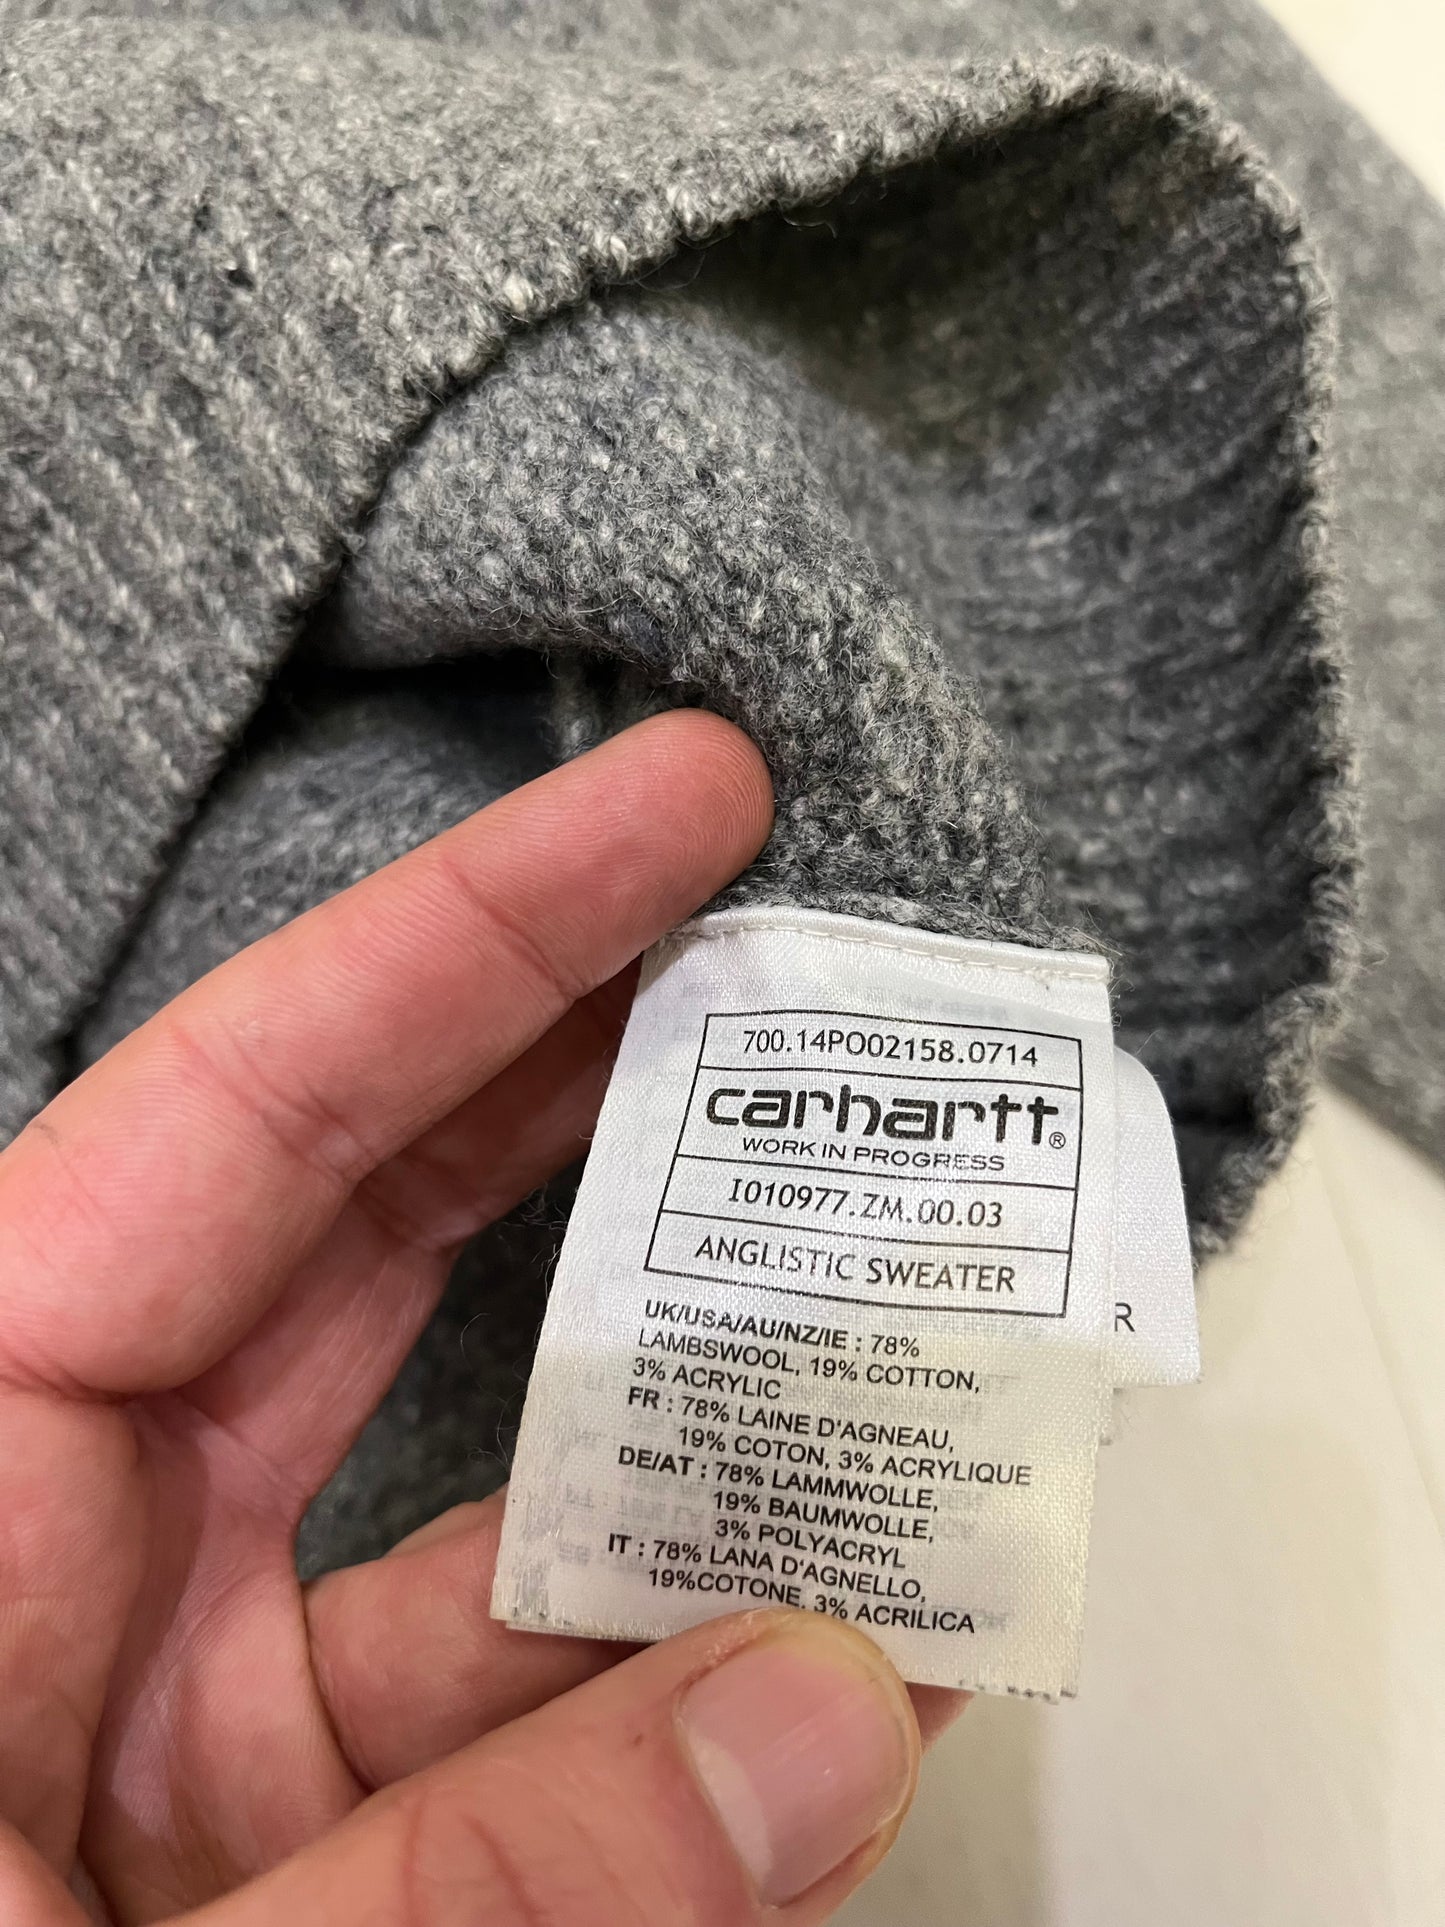 700.14PO02158.0714
carhartt®
WORK IN PROGRESS
I010977.ZM.00.03
ANGLISTIC SWEATER
UK/USA/AU/NZ/IE : 78%
LAMBSWOOL, 19% COTTON,
3% ACRYLIC
FR : 78% LAINE D'AGNEAU,
19% COTON, 3% ACRYLIQUE
DE/AT : 78% LAMMWOLLE,
19% BAUMWOLLE,
3% POLYACRYL
IT : 78% LANA D'AGNELLO,
19%COTONE, 3% ACRILICA
R